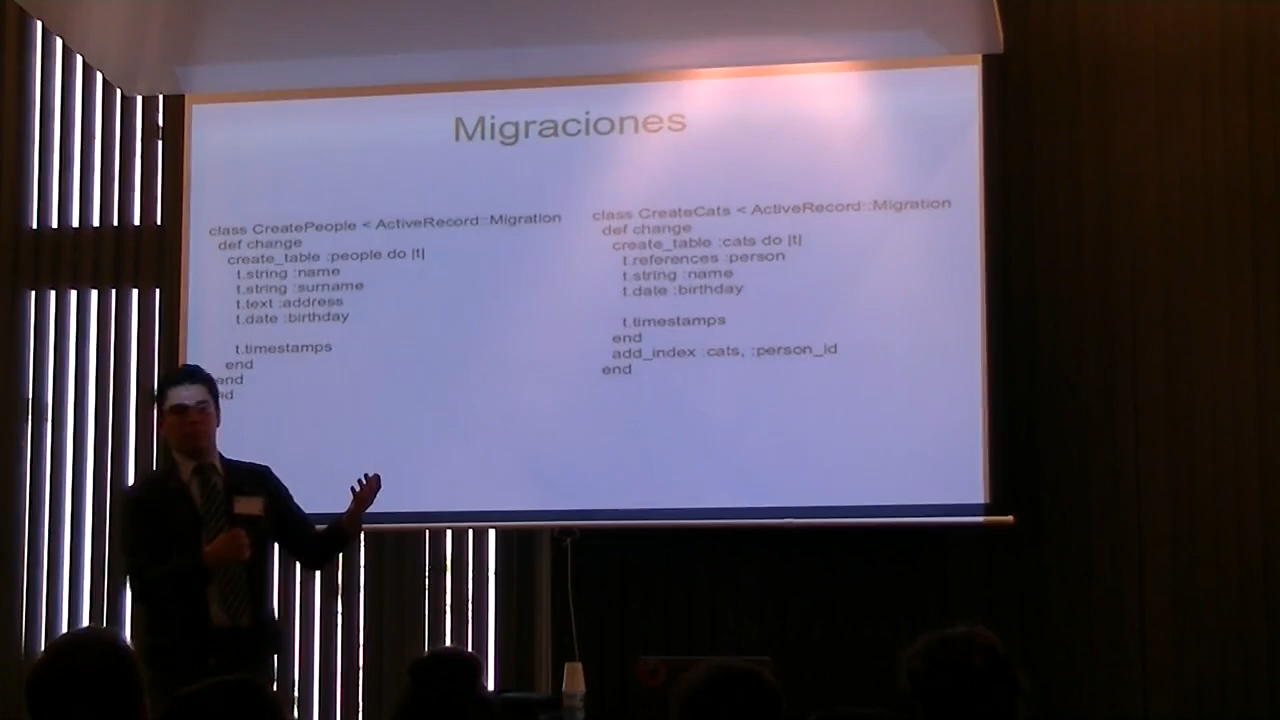 Migraciones
class CreatePeople < ActiveRecord::Migration
def change
create_table :people do |t|
t.string :name
t.string :surname
t.text :address
t.date :birthday
t.timestamps
end
end
class CreateCats < ActiveRecord::Migration
def change
create_table :cats do |t|
t.references :person
t.string :name
t.date :birthday
t.timestamps
end
add_index :cats, :person_id
end